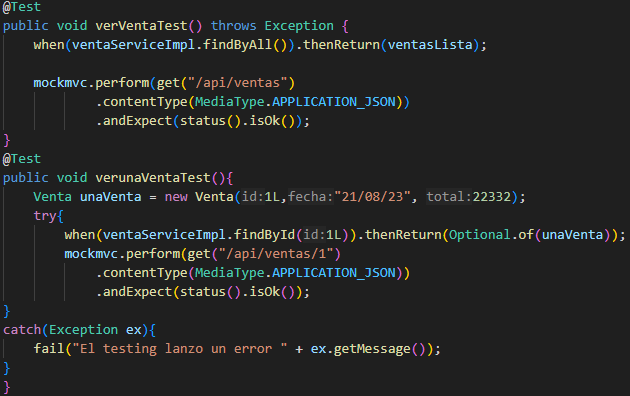 @Test
public void verVentaTest() throws Exception {
    when(ventaServiceImpl.findByAll()).thenReturn(ventasLista);

    mockmvc.perform(get("/api/ventas")
            .contentType(MediaType.APPLICATION_JSON))
            .andExpect(status().isOk());
}
@Test
public void verunaVentaTest(){
    Venta unaVenta = new Venta(id:1L,fecha:"21/08/23", total:22332);
    try{
        when(ventaServiceImpl.findById(id:1L)).thenReturn(Optional.of(unaVenta));
        mockmvc.perform(get("/api/ventas/1")
            .contentType(MediaType.APPLICATION_JSON))
            .andExpect(status().isOk());
}
catch(Exception ex){
    fail("El testing lanzo un error " + ex.getMessage());
}
}